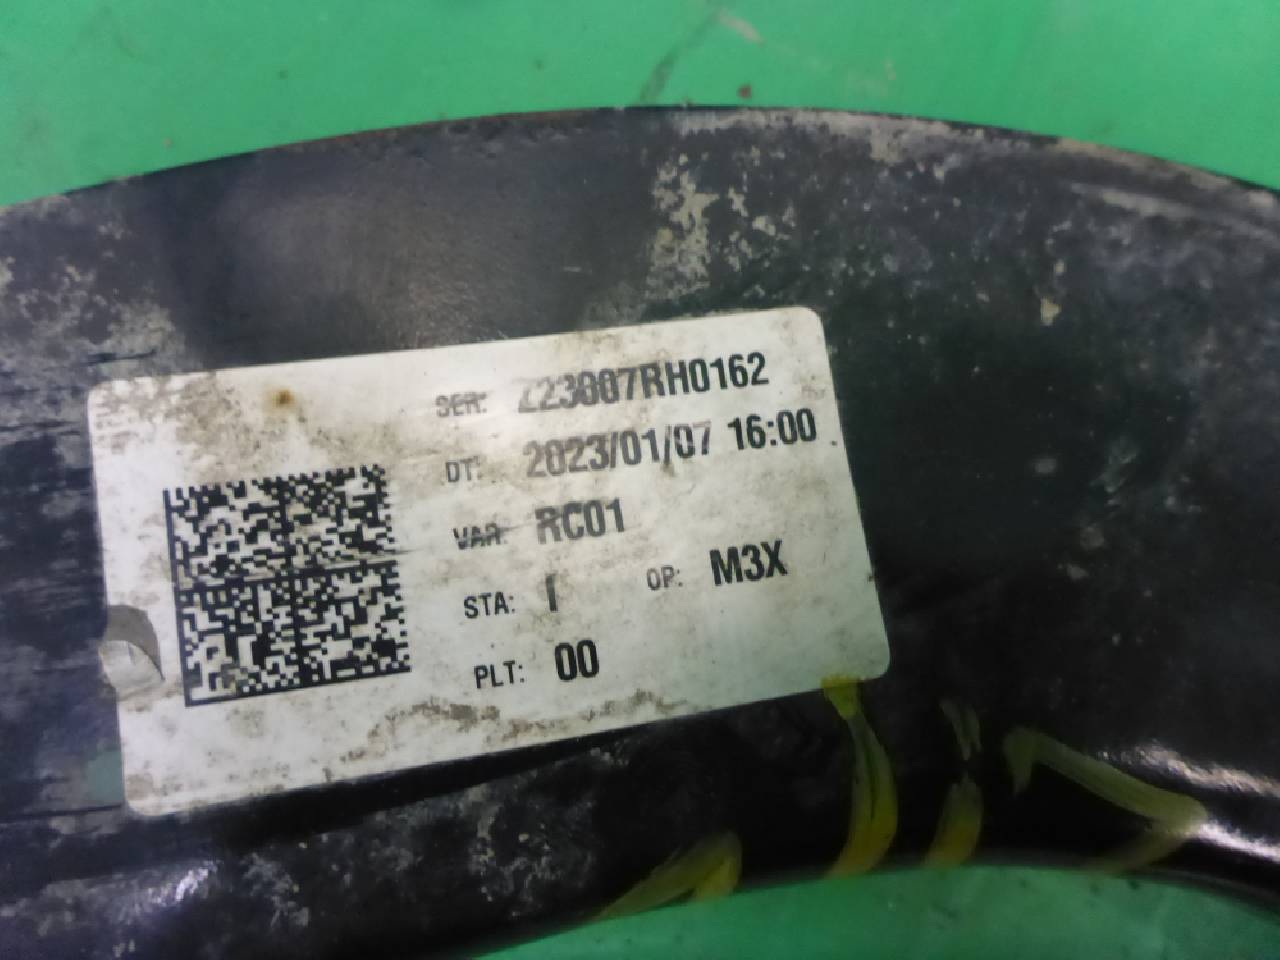 SER: Z23007RH0162
DT: 2023/01/07 16:00
VAR: RC01
STA: I OP: M3X
PLT: 00